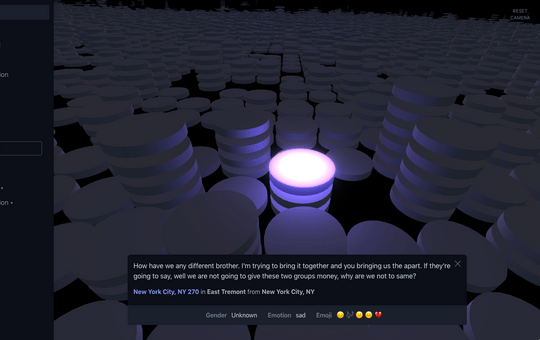 RESET
CAMERA
ion
How have we any different brother. I'm trying to bring it together and you bringing us the apart. If they're
going to say, well we are not going to give these two groups money, why are we not to same?
New York City, NY 270 in East Tremont from New York City, NY
ion
Gender Unknown Emotion sad Emoji 😞 🎶 😕 😞 💔